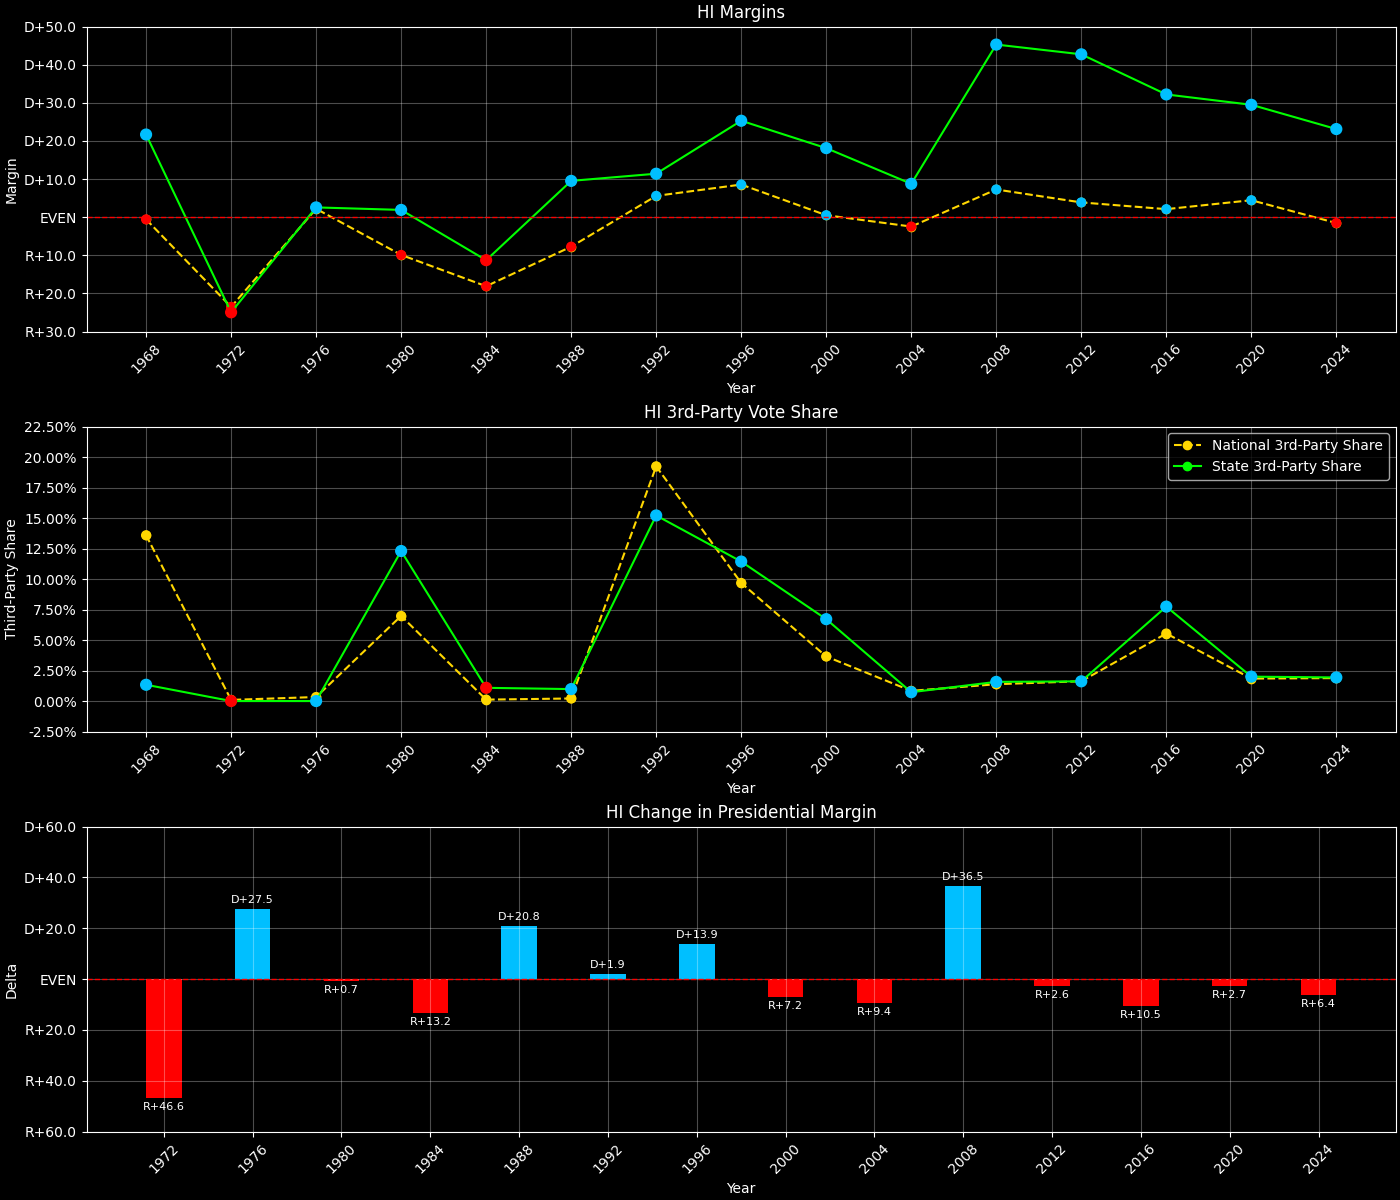 HI Margins
D+50.0
D+40.0
D+30.0
D+20.0
D+10.0
EVEN
R+10.0
R+20.0
R+30.0
Margin
1968
1972
1976
1980
1984
1988
1992
1996
2000
2004
2008
2012
2016
2020
2024
Year
HI 3rd-Party Vote Share
22.50%
20.00%
17.50%
15.00%
12.50%
10.00%
7.50%
5.00%
2.50%
0.00%
-2.50%
Third-Party Share
National 3rd-Party Share
State 3rd-Party Share
1968
1972
1976
1980
1984
1988
1992
1996
2000
2004
2008
2012
2016
2020
2024
Year
HI Change in Presidential Margin
D+60.0
D+40.0
D+20.0
EVEN
R+20.0
R+40.0
R+60.0
Delta
R+46.6
D+27.5
R+0.7
R+13.2
D+20.8
D+1.9
D+13.9
R+7.2
R+9.4
D+36.5
R+2.6
R+10.5
R+2.7
R+6.4
1972
1976
1980
1984
1988
1992
1996
2000
2004
2008
2012
2016
2020
2024
Year